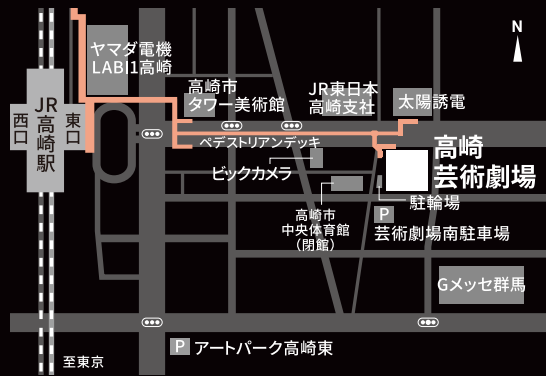 N
ヤマダ電機
LABI1高崎
高崎市
タワー美術館
JR東日本
高崎支社
太陽誘電
JR高崎駅
西口
東口
ペデストリアンデッキ
高崎
芸術劇場
ビックカメラ
駐輪場
高崎市
中央体育館
(閉館)
P
芸術劇場南駐車場
Gメッセ群馬
P アートパーク高崎東
至東京